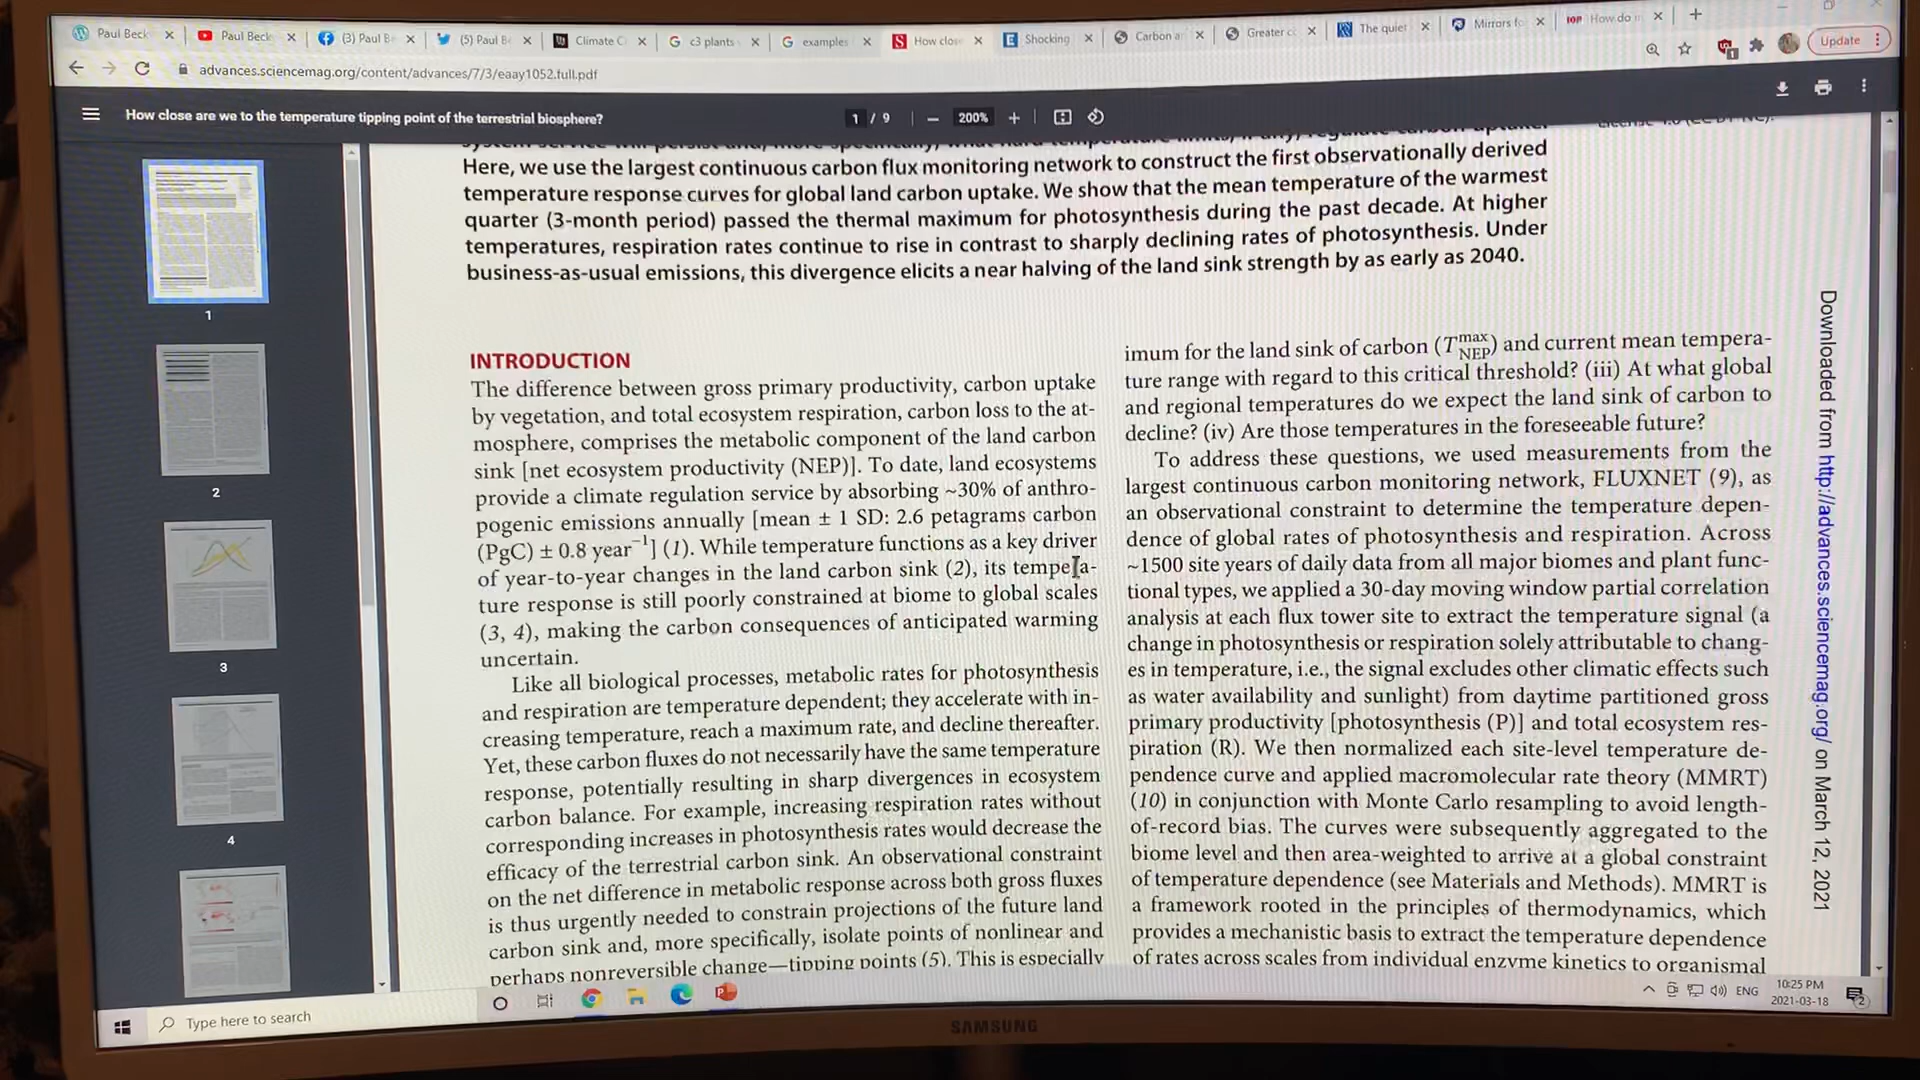 Paul Beck
Paul Beck
(3) Paul Be
(5) Paul Be
Climate C
c3 plants
examples
How close
Shocking
Carbon a
Greater c
The quiet
Mirrors fo
IOP How do
advances.sciencemag.org/content/advances/7/3/eaay1052.full.pdf
Update
How close are we to the temperature tipping point of the terrestrial biosphere?
1 / 9
200%
Here, we use the largest continuous carbon flux monitoring network to construct the first observationally derived
temperature response curves for global land carbon uptake. We show that the mean temperature of the warmest
quarter (3-month period) passed the thermal maximum for photosynthesis during the past decade. At higher
temperatures, respiration rates continue to rise in contrast to sharply declining rates of photosynthesis. Under
business-as-usual emissions, this divergence elicits a near halving of the land sink strength by as early as 2040.
INTRODUCTION
The difference between gross primary productivity, carbon uptake
by vegetation, and total ecosystem respiration, carbon loss to the at-
mosphere, comprises the metabolic component of the land carbon
sink [net ecosystem productivity (NEP)]. To date, land ecosystems
provide a climate regulation service by absorbing ~30% of anthro-
pogenic emissions annually [mean ± 1 SD: 2.6 petagrams carbon
(PgC) ± 0.8 year⁻¹] (1). While temperature functions as a key driver
of year-to-year changes in the land carbon sink (2), its tempera-
ture response is still poorly constrained at biome to global scales
(3, 4), making the carbon consequences of anticipated warming
uncertain.
Like all biological processes, metabolic rates for photosynthesis
and respiration are temperature dependent; they accelerate with in-
creasing temperature, reach a maximum rate, and decline thereafter.
Yet, these carbon fluxes do not necessarily have the same temperature
response, potentially resulting in sharp divergences in ecosystem
carbon balance. For example, increasing respiration rates without
corresponding increases in photosynthesis rates would decrease the
efficacy of the terrestrial carbon sink. An observational constraint
on the net difference in metabolic response across both gross fluxes
is thus urgently needed to constrain projections of the future land
carbon sink and, more specifically, isolate points of nonlinear and
perhaps nonreversible change—tipping points (5). This is especially
imum for the land sink of carbon (T^max_NEP) and current mean tempera-
ture range with regard to this critical threshold? (iii) At what global
and regional temperatures do we expect the land sink of carbon to
decline? (iv) Are those temperatures in the foreseeable future?
To address these questions, we used measurements from the
largest continuous carbon monitoring network, FLUXNET (9), as
an observational constraint to determine the temperature depen-
dence of global rates of photosynthesis and respiration. Across
~1500 site years of daily data from all major biomes and plant func-
tional types, we applied a 30-day moving window partial correlation
analysis at each flux tower site to extract the temperature signal (a
change in photosynthesis or respiration solely attributable to chang-
es in temperature, i.e., the signal excludes other climatic effects such
as water availability and sunlight) from daytime partitioned gross
primary productivity [photosynthesis (P)] and total ecosystem res-
piration (R). We then normalized each site-level temperature de-
pendence curve and applied macromolecular rate theory (MMRT)
(10) in conjunction with Monte Carlo resampling to avoid length-
of-record bias. The curves were subsequently aggregated to the
biome level and then area-weighted to arrive at a global constraint
of temperature dependence (see Materials and Methods). MMRT is
a framework rooted in the principles of thermodynamics, which
provides a mechanistic basis to extract the temperature dependence
of rates across scales from individual enzyme kinetics to organismal
Downloaded from http://advances.sciencemag.org/ on March 12, 2021
1
2
3
4
Type here to search
ENG
10:25 PM
2021-03-18
2
SAMSUNG